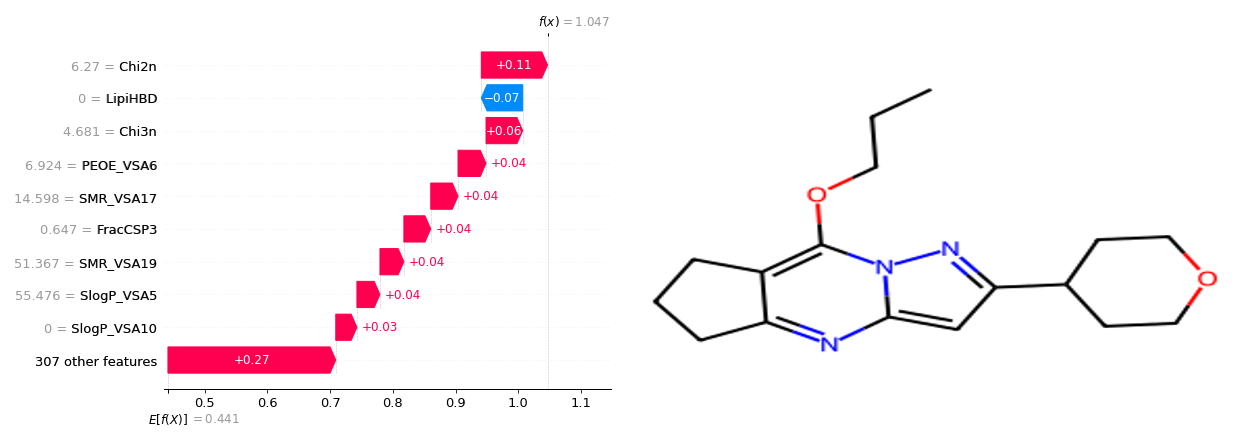 f(x) = 1.047
6.27 = Chi2n
+0.11
0 = LipiHBD
−0.07
4.681 = Chi3n
+0.06
6.924 = PEOE_VSA6
+0.04
14.598 = SMR_VSA17
+0.04
0.647 = FracCSP3
+0.04
51.367 = SMR_VSA19
+0.04
55.476 = SlogP_VSA5
+0.04
0 = SlogP_VSA10
+0.03
307 other features
+0.27
0.5 0.6 0.7 0.8 0.9 1.0 1.1
E[f(X)] = 0.441
O
N
N
O
N